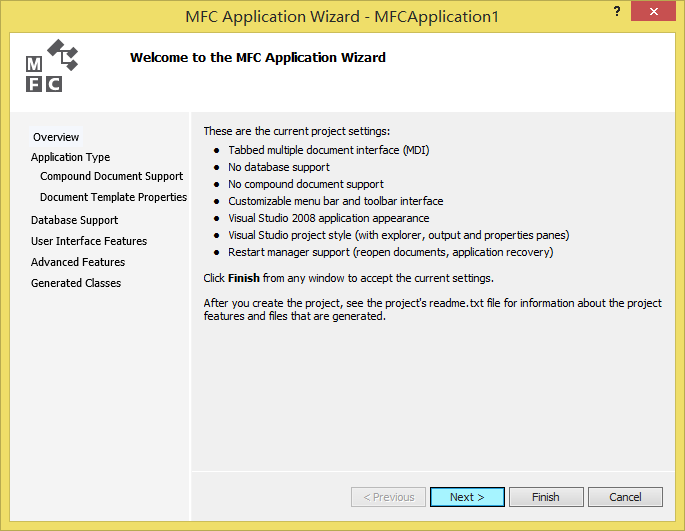 MFC Application Wizard - MFCApplication1
?
M
F C
Welcome to the MFC Application Wizard
Overview
Application Type
Compound Document Support
Document Template Properties
Database Support
User Interface Features
Advanced Features
Generated Classes
These are the current project settings:
• Tabbed multiple document interface (MDI)
• No database support
• No compound document support
• Customizable menu bar and toolbar interface
• Visual Studio 2008 application appearance
• Visual Studio project style (with explorer, output and properties panes)
• Restart manager support (reopen documents, application recovery)
Click Finish from any window to accept the current settings.
After you create the project, see the project's readme.txt file for information about the project
features and files that are generated.
< Previous
Next >
Finish
Cancel